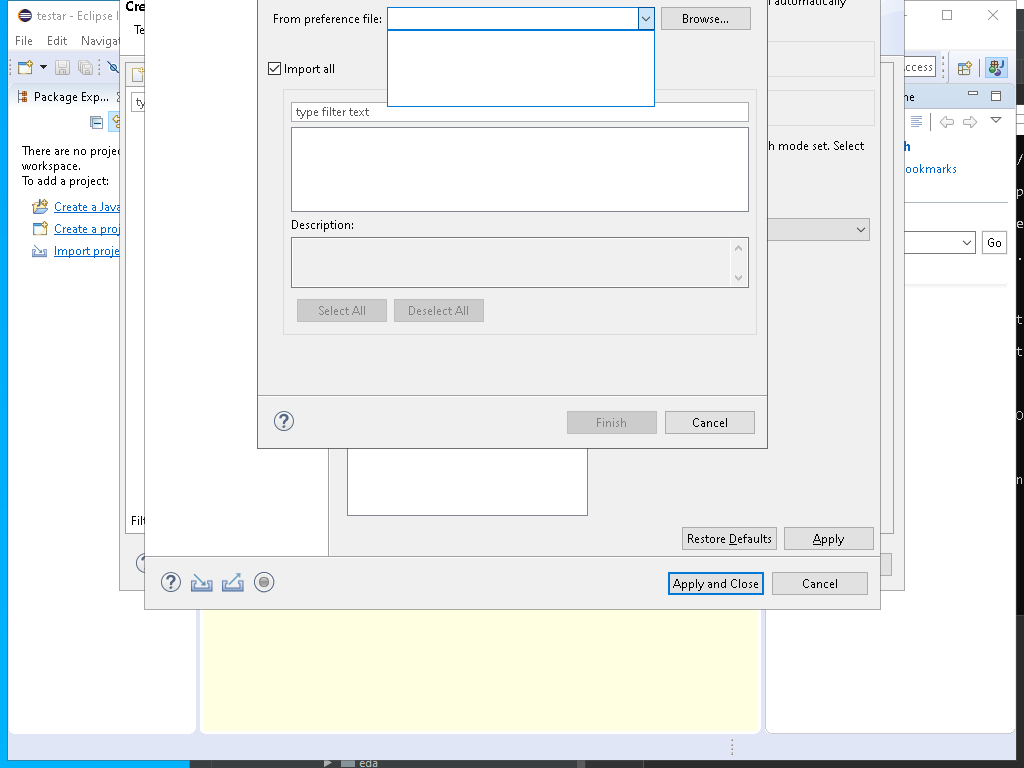 testar - Eclipse I
Cre
Te
automatically
From preference file:
Browse...
File Edit Navigat
Import all
ccess
Package Exp...
ne
ty
type filter text
There are no projec
workspace.
To add a project:
h mode set. Select
h
ookmarks
Create a Java
Create a proj
Import proje
Description:
Go
Select All
Deselect All
Finish
Cancel
Filt
Restore Defaults
Apply
Apply and Close
Cancel
eda